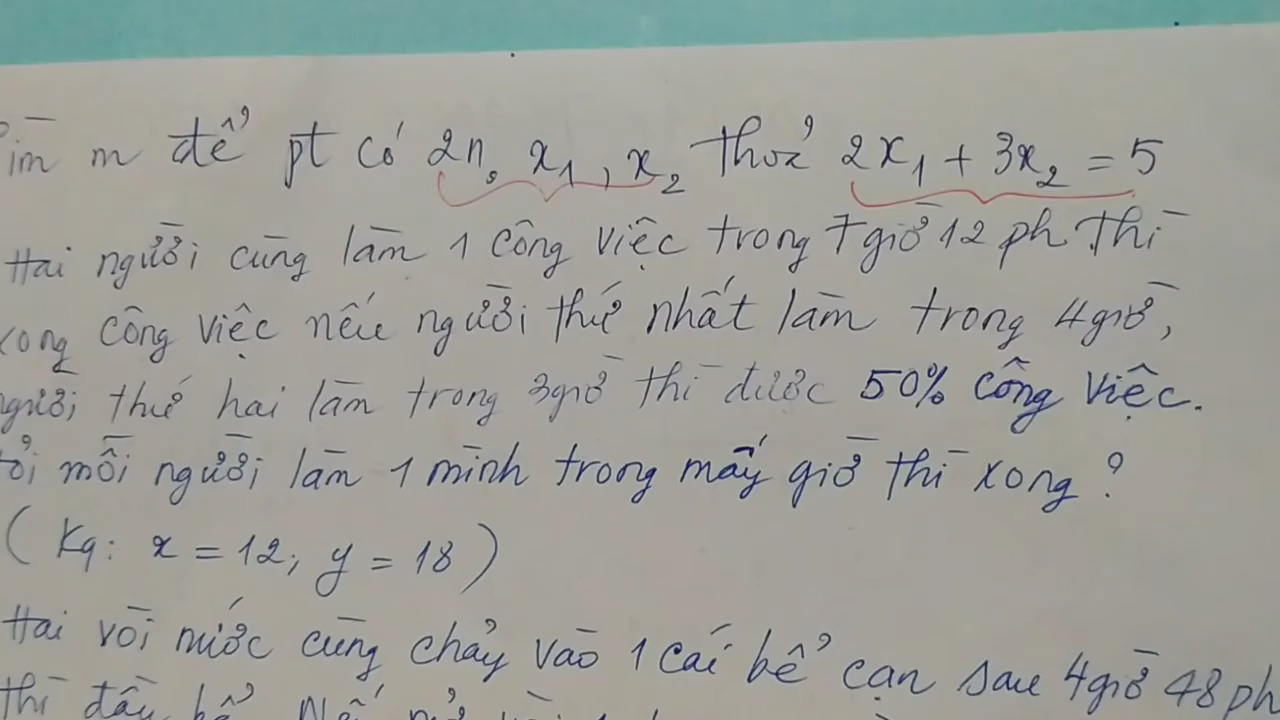 m để pt có 2n, x₁, x₂ thoả 2x₁ + 3x₂ = 5
Hai người cùng làm 1 công việc trong 7 giờ 12 ph thì
xong công việc nếu người thứ nhất làm trong 4 giờ,
người thứ hai làm trong 3 giờ thì được 50% công việc.
mỗi người làm 1 mình trong mấy giờ thì xong ?
( Kq: x = 12; y = 18 )
Hai vòi nước cùng chảy vào 1 cái bể cạn sau 4 giờ 48 ph
thì đầy bể.